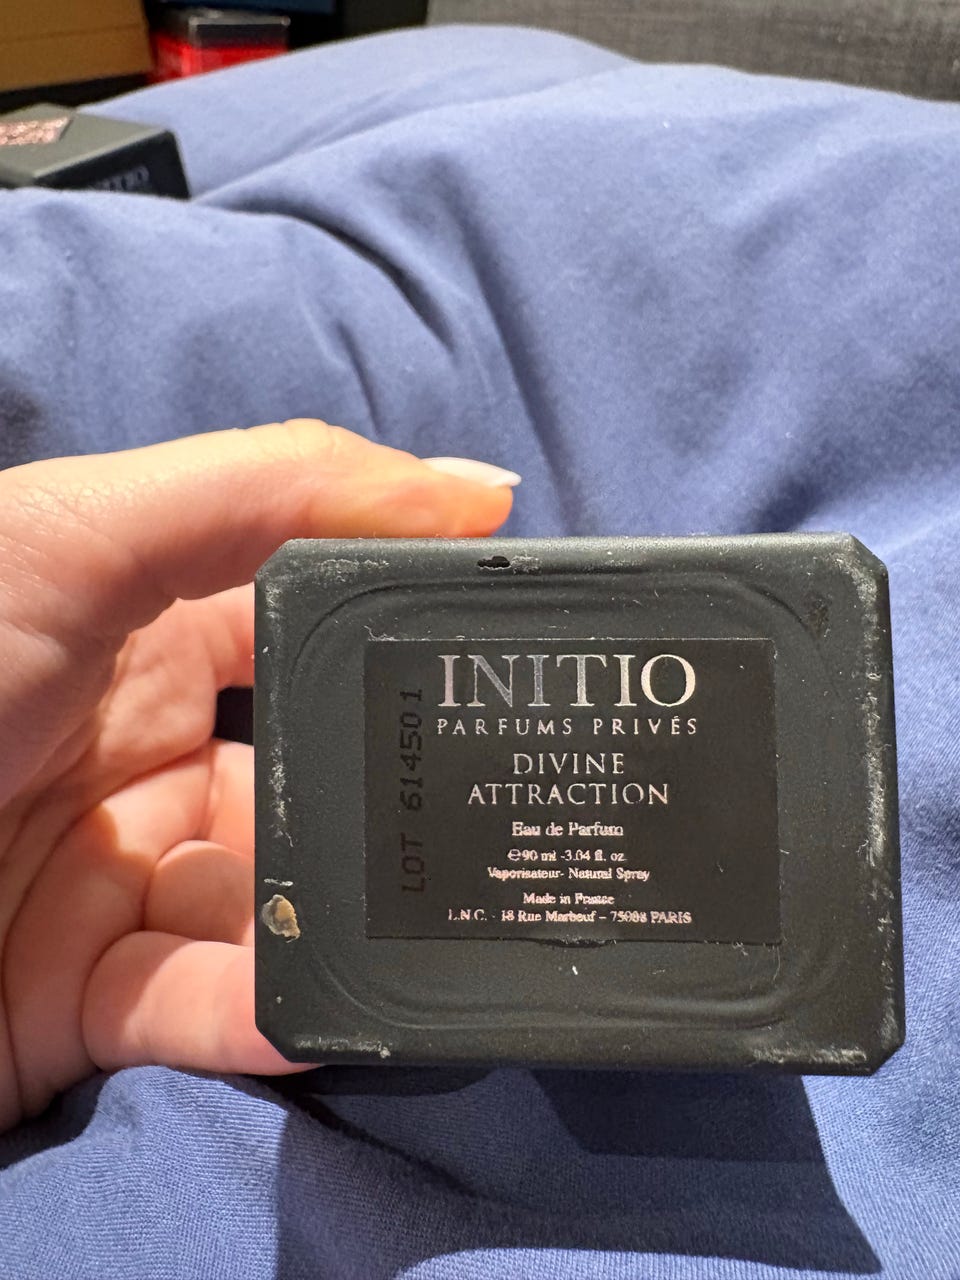 INITIO
INITIO
PARFUMS PRIVÉS
DIVINE
ATTRACTION
Eau de Parfum
℮90 ml -3.04 fl. oz
Vaporisateur- Natural Spray
Made in France
L.N.C. - 18 Rue Marbeuf – 75008 PARIS
LOT 614501